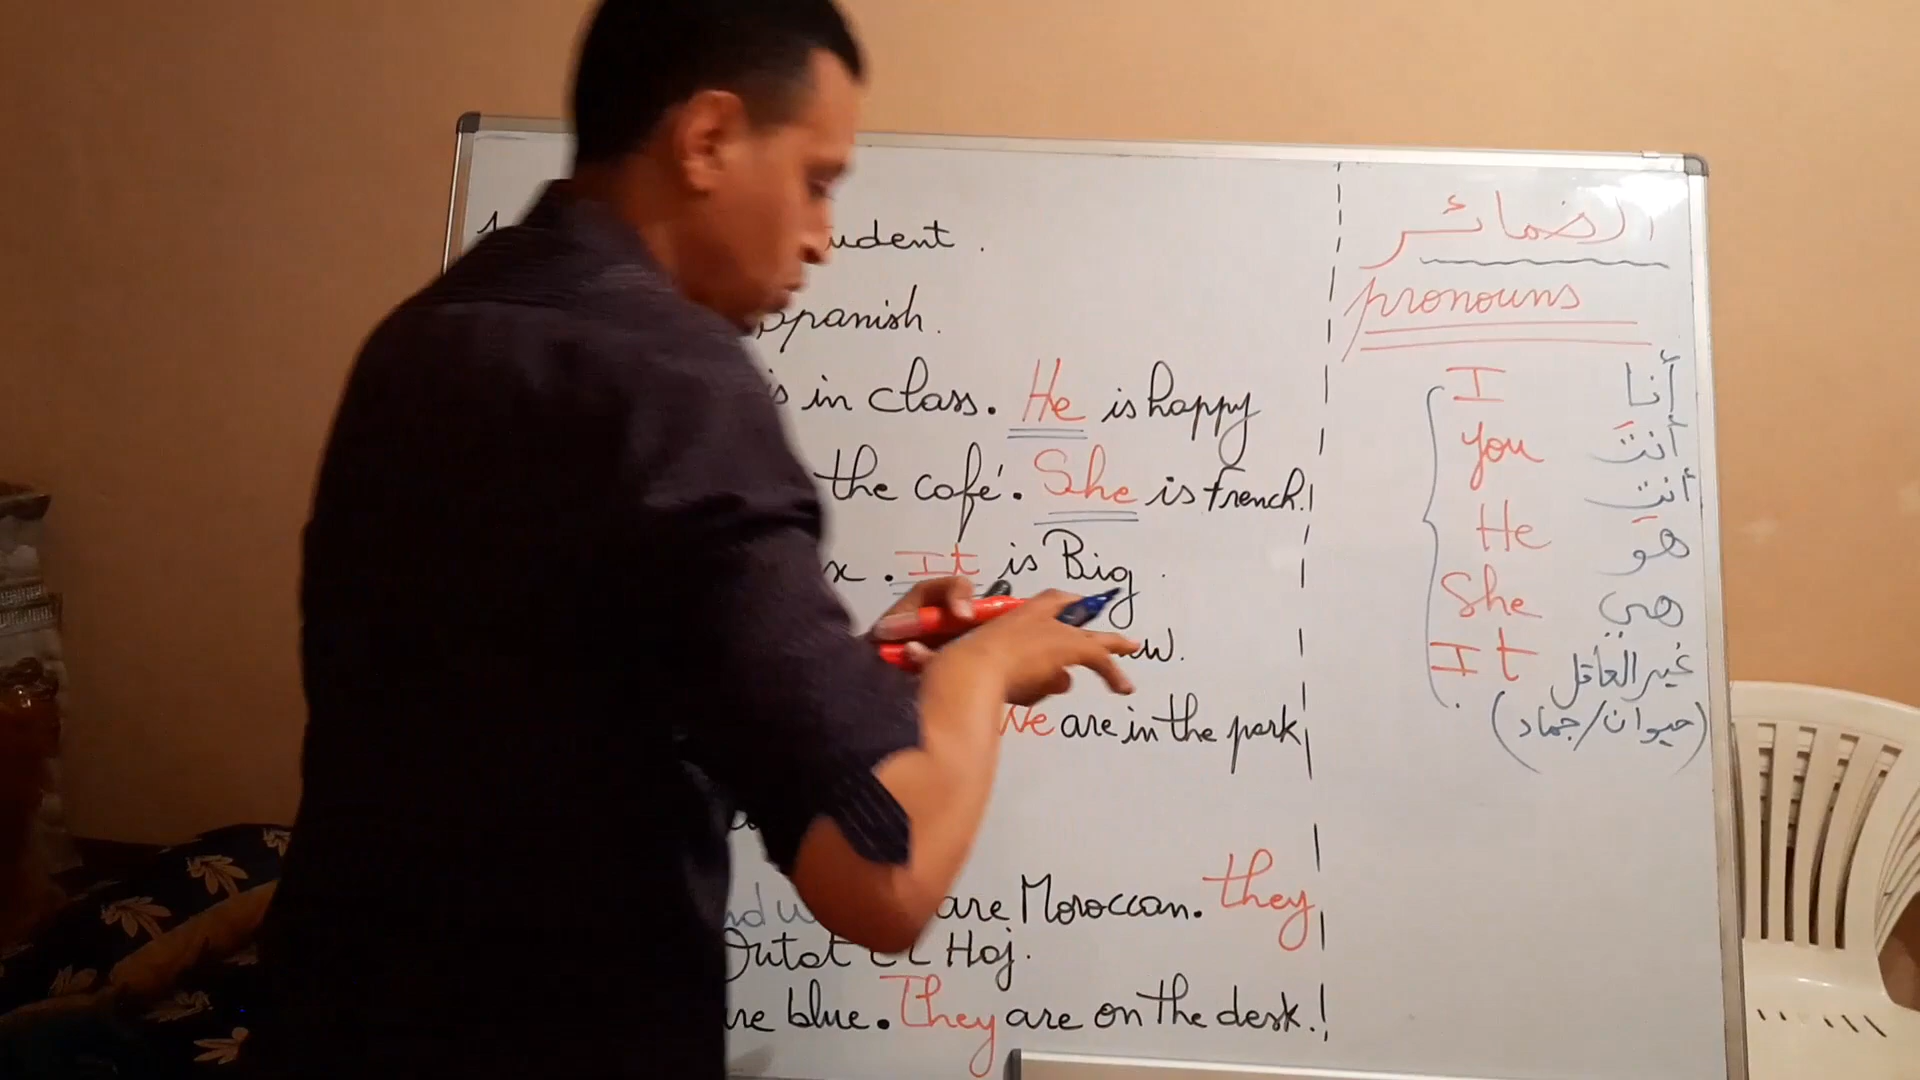 udent .
Spanish.
is in class. He is happy
the café. She is French.
x . It is Big .
ew.
We are in the park
and w are Moroccan. they
Outat El Haj.
are blue. They are on the desk.
الضمائر
pronouns
I أنا
you أنتَ
أنتِ
He هو
She هي
It غير العاقل
(حيوان/جماد)